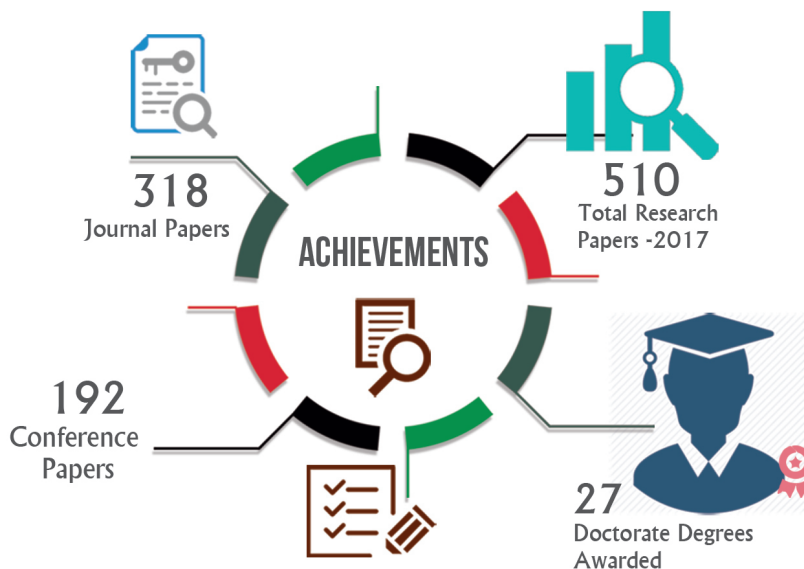 318
Journal Papers
510
Total Research
Papers -2017
ACHIEVEMENTS
192
Conference
Papers
27
Doctorate Degrees
Awarded